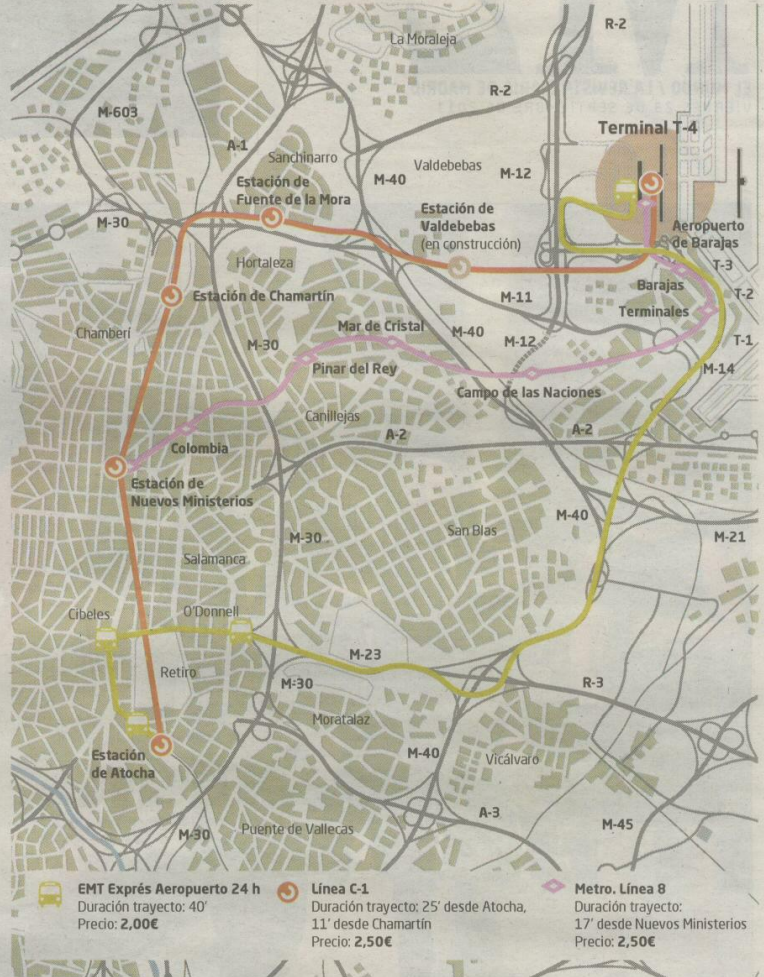 R-2
La Moraleja
R-2
M-603
Terminal T-4
A-1
Sanchinarro
Valdebebas
M-12
M-40
Estación de
Fuente de la Mora
Estación de
Valdebebas
(en construcción)
M-30
Aeropuerto
de Barajas
Hortaleza
T-3
Barajas
T-2
Estación de Chamartín
M-11
Terminales
Mar de Cristal
M-40
Chamberí
M-30
M-12
T-1
Pinar del Rey
M-14
Campo de las Naciones
Canillejas
A-2
A-2
Colombia
Estación de
Nuevos Ministerios
M-40
San Blas
M-30
M-21
Salamanca
Cibeles
O'Donnell
M-23
Retiro
M-30
R-3
Moratalaz
Estación
de Atocha
M-40
Vicálvaro
A-3
M-30
Puente de Vallecas
M-45
EMT Exprés Aeropuerto 24 h
Duración trayecto: 40'
Precio: 2,00€
Línea C-1
Duración trayecto: 25' desde Atocha,
11' desde Chamartín
Precio: 2,50€
Metro. Línea 8
Duración trayecto:
17' desde Nuevos Ministerios
Precio: 2,50€